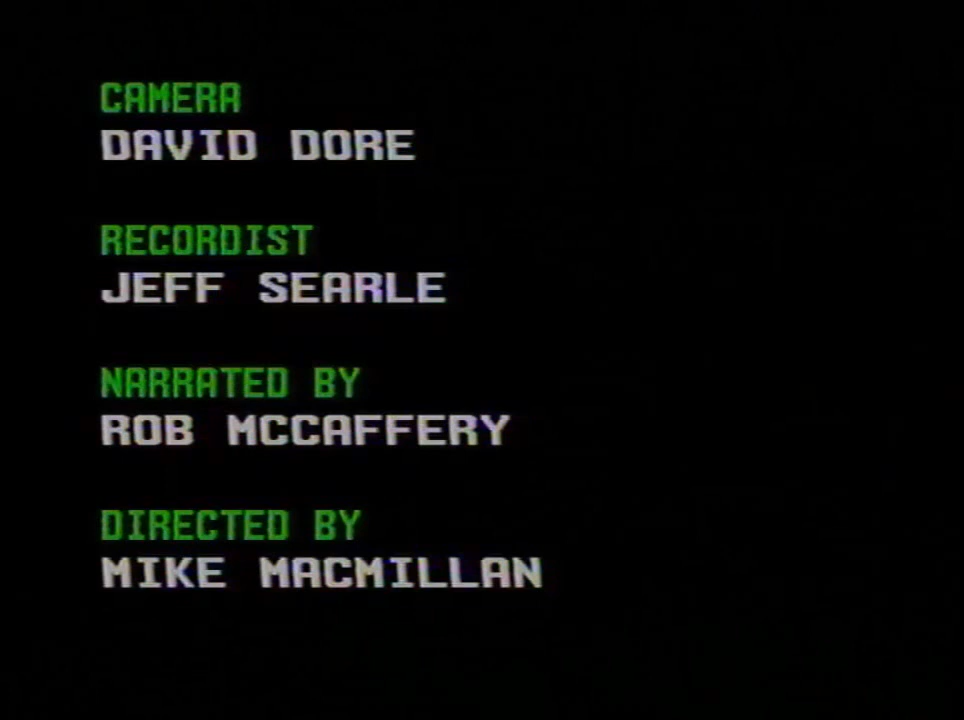 CAMERA
DAVID DORE
RECORDIST
JEFF SEARLE
NARRATED BY
ROB MCCAFFERY
DIRECTED BY
MIKE MACMILLAN